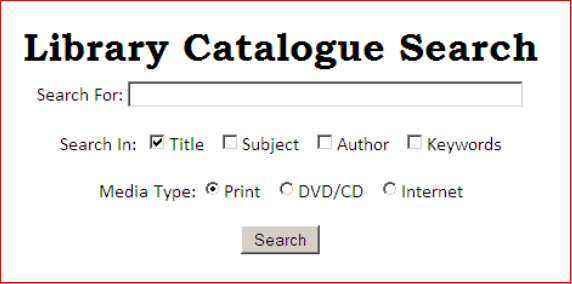 Library Catalogue Search
Search For:
Search In: Title Subject Author Keywords
Media Type: Print DVD/CD Internet
Search